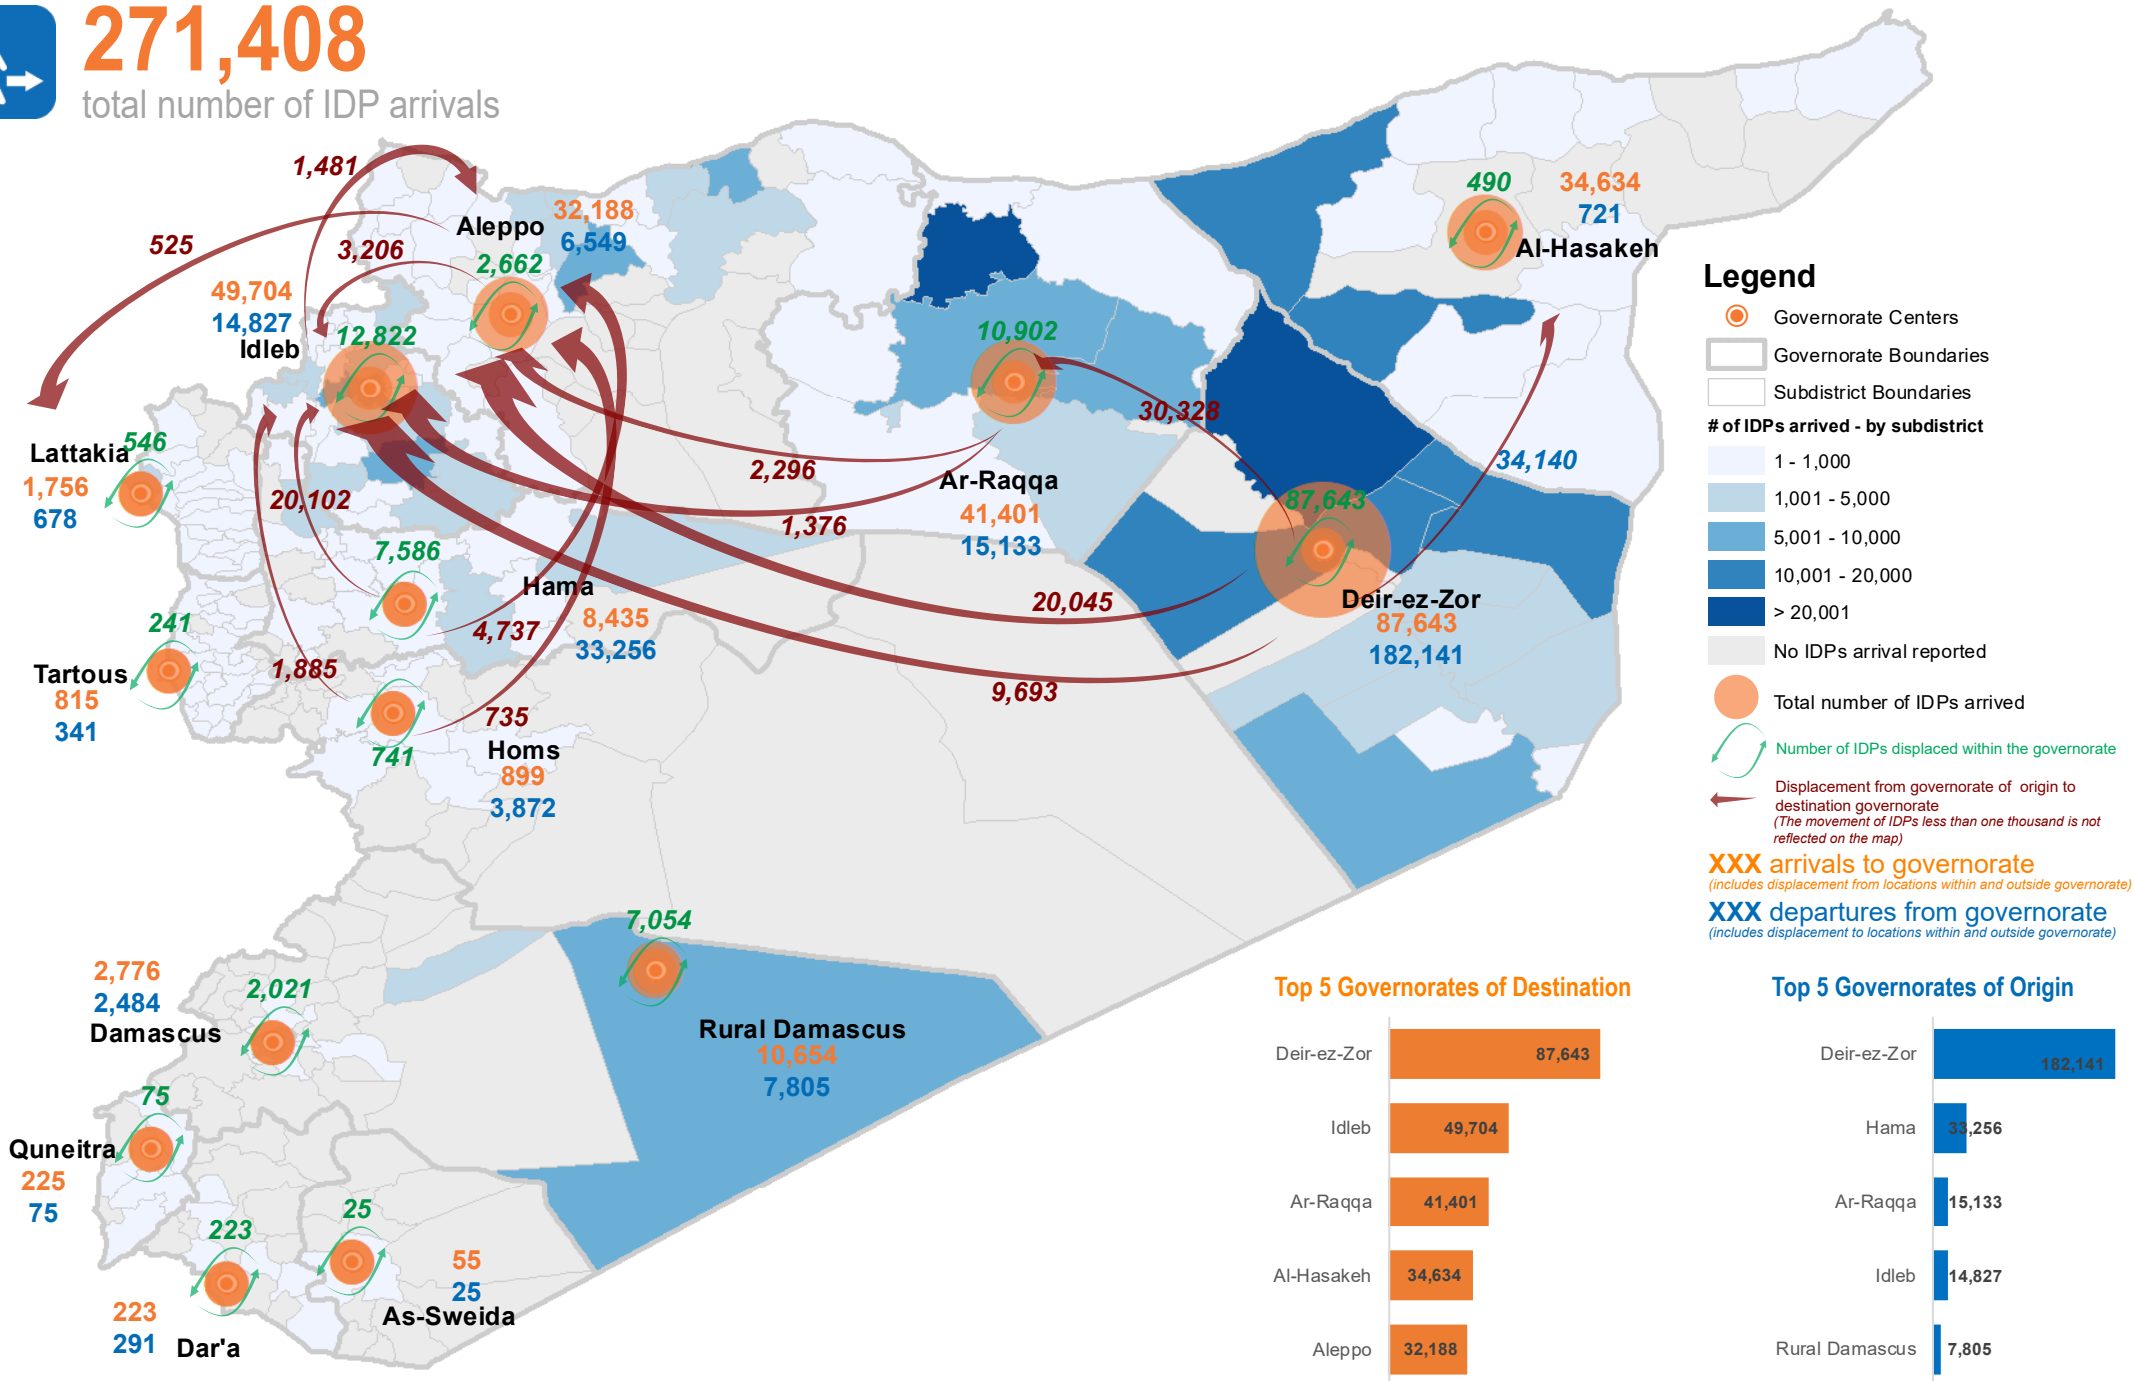 271,408
total number of IDP arrivals
1,481
525
3,206
Aleppo
32,188
6,549
2,662
49,704
14,827
Idleb
12,822
490
34,634
721
Al-Hasakeh
10,902
30,328
34,140
Lattakia
546
1,756
678
20,102
2,296
1,376
Ar-Raqqa
41,401
15,133
87,643
Deir-ez-Zor
87,643
182,141
7,586
Hama
8,435
33,256
4,737
20,045
9,693
241
Tartous
815
341
1,885
735
741
Homs
899
3,872
7,054
Rural Damascus
10,654
7,805
2,776
2,484
Damascus
2,021
75
Quneitra
225
75
223
223
291
Dar'a
25
55
25
As-Sweida
Legend
Governorate Centers
Governorate Boundaries
Subdistrict Boundaries
# of IDPs arrived - by subdistrict
1 - 1,000
1,001 - 5,000
5,001 - 10,000
10,001 - 20,000
> 20,001
No IDPs arrival reported
Total number of IDPs arrived
Number of IDPs displaced within the governorate
Displacement from governorate of origin to
destination governorate
(The movement of IDPs less than one thousand is not
reflected on the map)
XXX arrivals to governorate
(includes displacement from locations within and outside governorate)
XXX departures from governorate
(includes displacement to locations within and outside governorate)
Top 5 Governorates of Destination
Deir-ez-Zor 87,643
Idleb 49,704
Ar-Raqqa 41,401
Al-Hasakeh 34,634
Aleppo 32,188
Top 5 Governorates of Origin
Deir-ez-Zor 182,141
Hama 33,256
Ar-Raqqa 15,133
Idleb 14,827
Rural Damascus 7,805